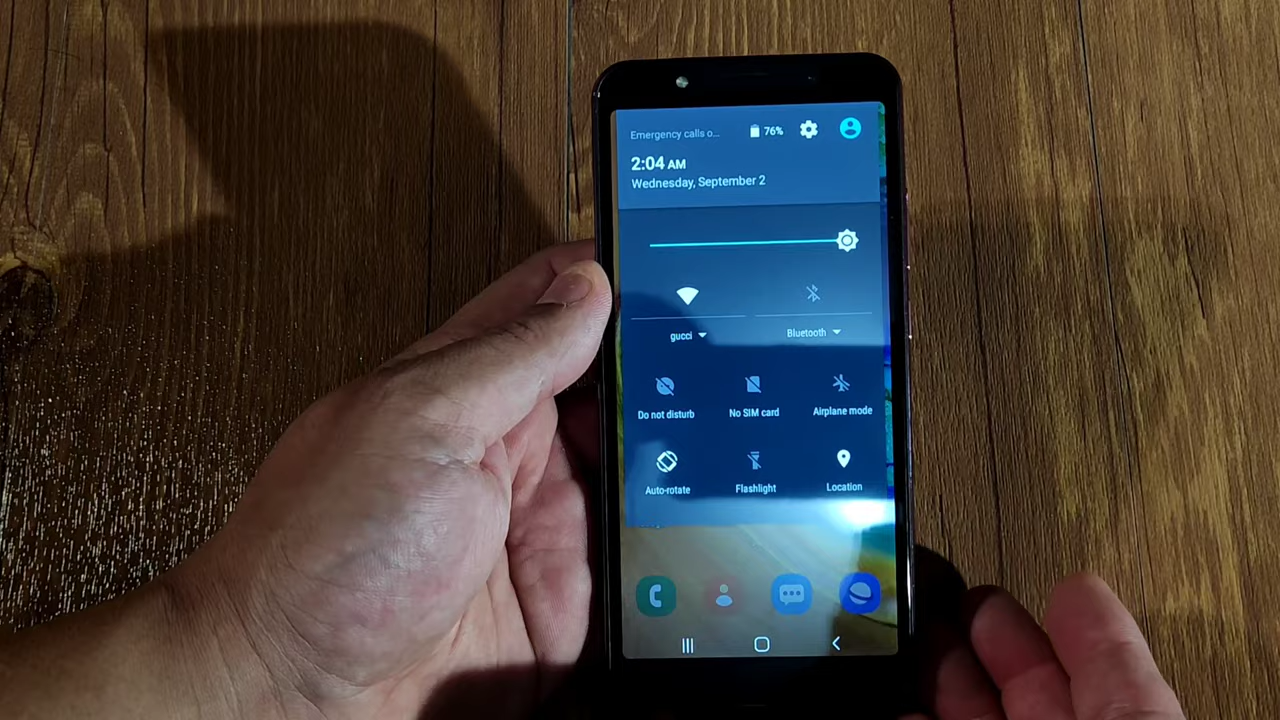 Emergency calls o... 76%
2:04 AM
Wednesday, September 2
gucci Bluetooth
Do not disturb No SIM card Airplane mode
Auto-rotate Flashlight Location